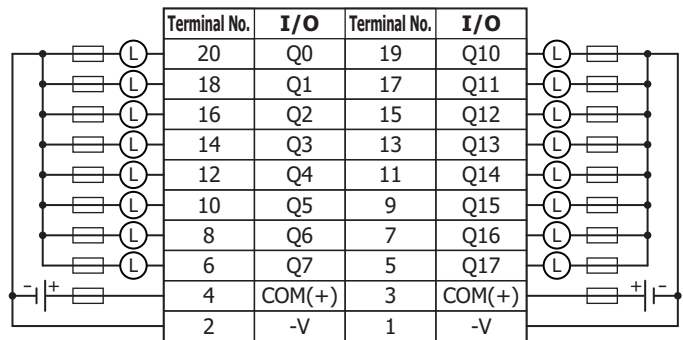 Terminal No. I/O Terminal No. I/O
L 20 Q0 19 Q10 L
L 18 Q1 17 Q11 L
L 16 Q2 15 Q12 L
L 14 Q3 13 Q13 L
L 12 Q4 11 Q14 L
L 10 Q5 9 Q15 L
L 8 Q6 7 Q16 L
L 6 Q7 5 Q17 L
- + 4 COM(+) 3 COM(+) + -
2 -V 1 -V